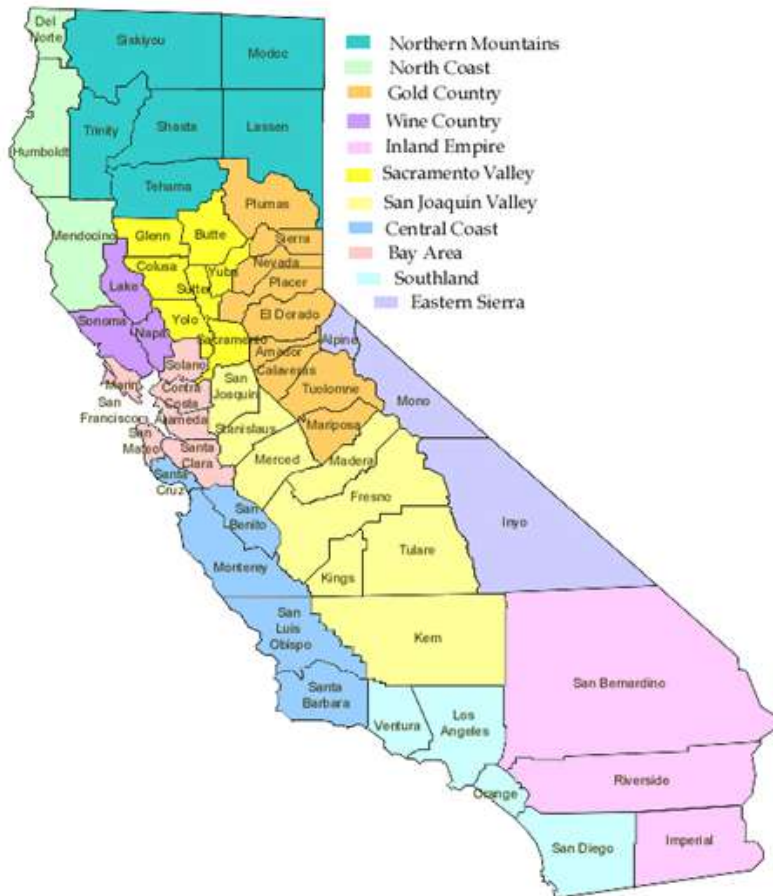 Del
Norte
Siskiyou
Modoc
Humboldt
Trinity
Shasta
Lassen
Tehama
Plumas
Mendocino
Glenn
Butte
Sierra
Colusa
Yuba
Nevada
Lake
Sutter
Placer
Sonoma
Napa
Yolo
El Dorado
Sacramento
Alpine
Amador
Solano
Calaveras
Marin
Contra
Costa
San
Joaquin
Tuolomne
Mono
San
Francisco
Alameda
Stanislaus
Mariposa
San
Mateo
Santa
Clara
Merced
Madera
Santa
Cruz
Fresno
San
Benito
Inyo
Tulare
Monterey
Kings
San
Luis
Obispo
Kern
Santa
Barbara
San Bernardino
Ventura
Los
Angeles
Orange
Riverside
San Diego
Imperial
Northern Mountains
North Coast
Gold Country
Wine Country
Inland Empire
Sacramento Valley
San Joaquin Valley
Central Coast
Bay Area
Southland
Eastern Sierra